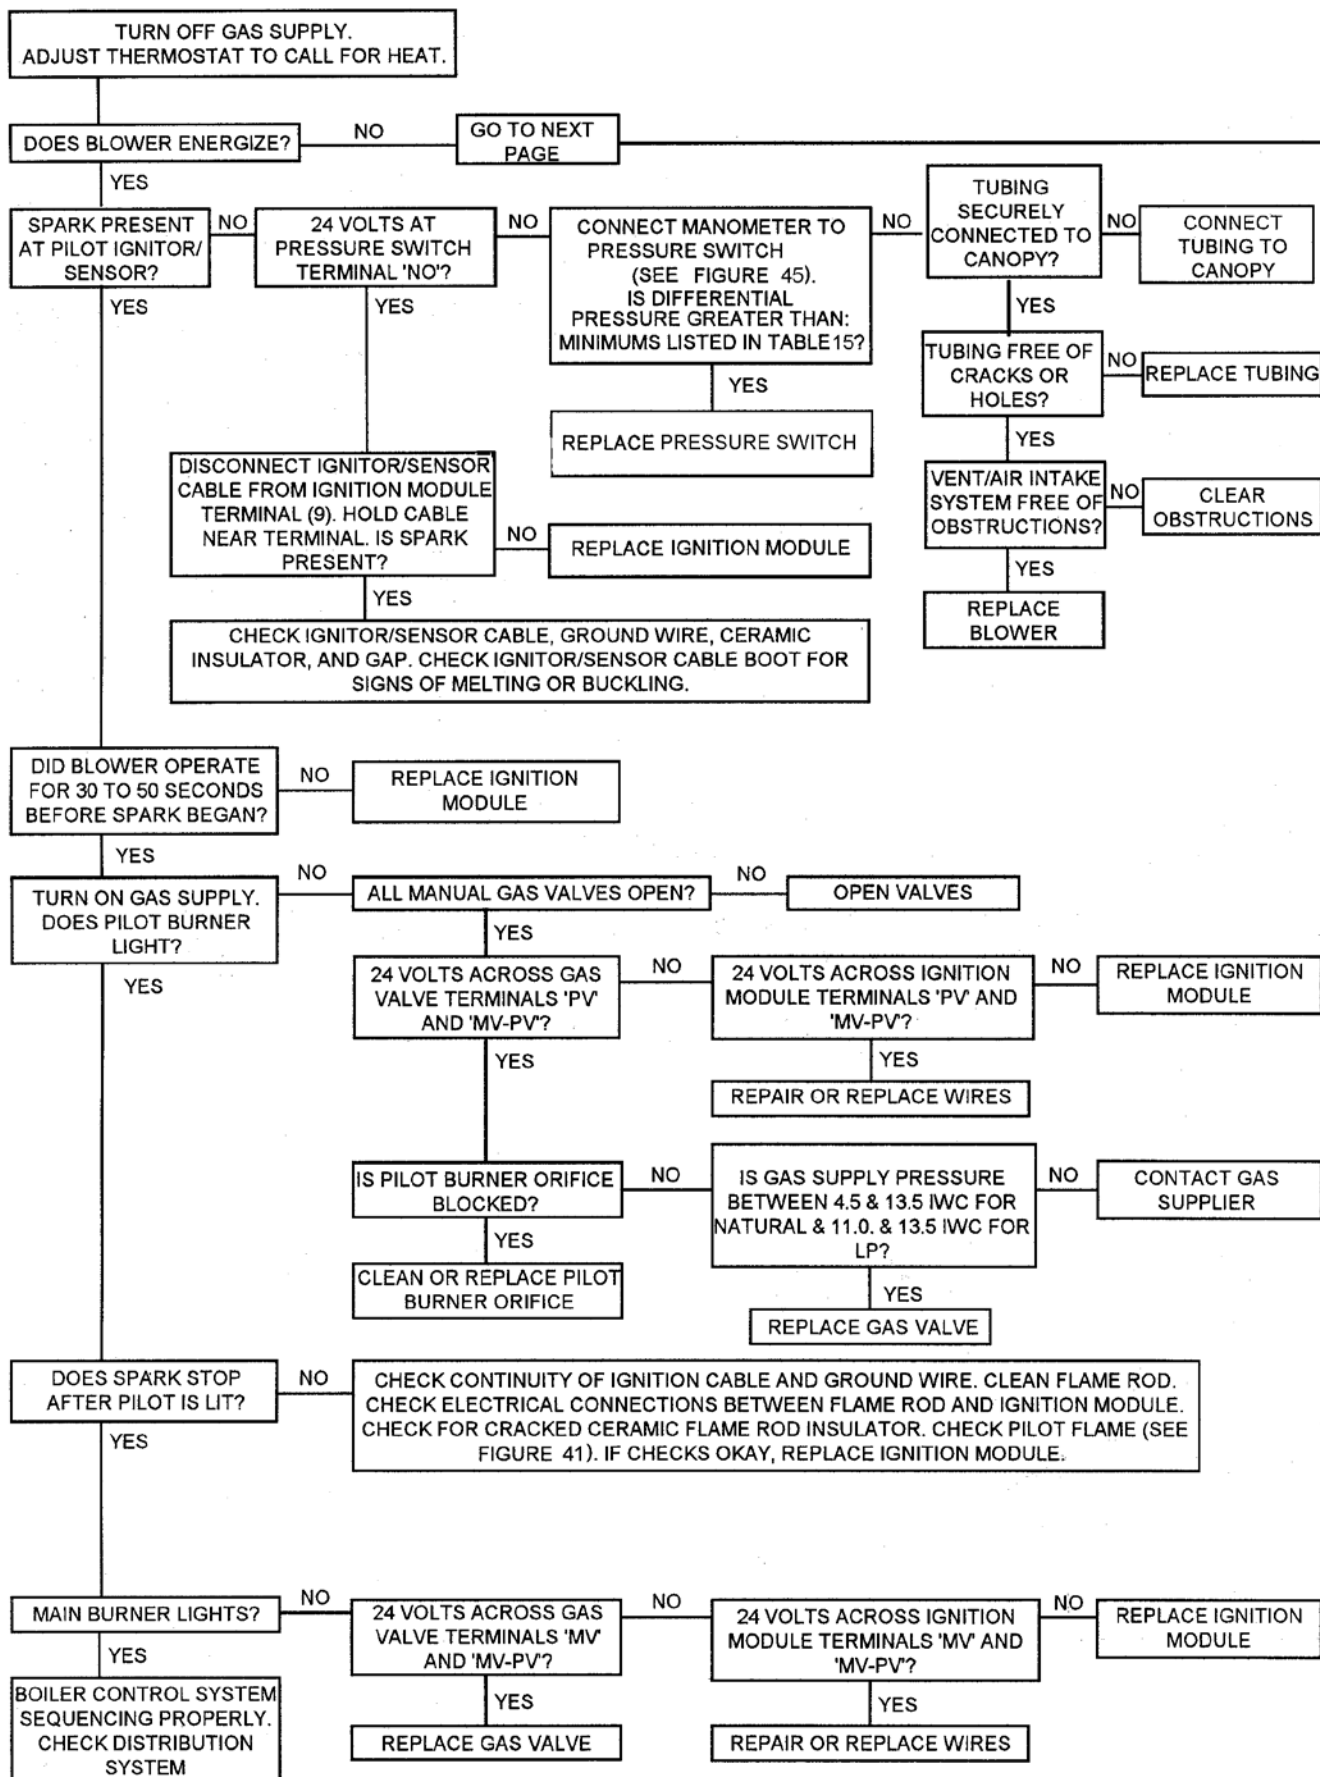 TURN OFF GAS SUPPLY.
ADJUST THERMOSTAT TO CALL FOR HEAT.
DOES BLOWER ENERGIZE?
NO
GO TO NEXT
PAGE
YES
SPARK PRESENT
AT PILOT IGNITOR/
SENSOR?
NO
24 VOLTS AT
PRESSURE SWITCH
TERMINAL 'NO'?
NO
CONNECT MANOMETER TO
PRESSURE SWITCH
(SEE FIGURE 45).
IS DIFFERENTIAL
PRESSURE GREATER THAN:
MINIMUMS LISTED IN TABLE 15?
NO
TUBING
SECURELY
CONNECTED TO
CANOPY?
NO
CONNECT
TUBING TO
CANOPY
YES
YES
YES
YES
TUBING FREE OF
CRACKS OR
HOLES?
NO
REPLACE TUBING
REPLACE PRESSURE SWITCH
YES
DISCONNECT IGNITOR/SENSOR
CABLE FROM IGNITION MODULE
TERMINAL (9). HOLD CABLE
NEAR TERMINAL. IS SPARK
PRESENT?
NO
REPLACE IGNITION MODULE
VENT/AIR INTAKE
SYSTEM FREE OF
OBSTRUCTIONS?
NO
CLEAR
OBSTRUCTIONS
YES
YES
REPLACE
BLOWER
CHECK IGNITOR/SENSOR CABLE, GROUND WIRE, CERAMIC
INSULATOR, AND GAP. CHECK IGNITOR/SENSOR CABLE BOOT FOR
SIGNS OF MELTING OR BUCKLING.
DID BLOWER OPERATE
FOR 30 TO 50 SECONDS
BEFORE SPARK BEGAN?
NO
REPLACE IGNITION
MODULE
YES
TURN ON GAS SUPPLY.
DOES PILOT BURNER
LIGHT?
NO
ALL MANUAL GAS VALVES OPEN?
NO
OPEN VALVES
YES
YES
24 VOLTS ACROSS GAS
VALVE TERMINALS 'PV'
AND 'MV-PV'?
NO
24 VOLTS ACROSS IGNITION
MODULE TERMINALS 'PV' AND
'MV-PV'?
NO
REPLACE IGNITION
MODULE
YES
YES
REPAIR OR REPLACE WIRES
IS PILOT BURNER ORIFICE
BLOCKED?
NO
IS GAS SUPPLY PRESSURE
BETWEEN 4.5 & 13.5 IWC FOR
NATURAL & 11.0. & 13.5 IWC FOR
LP?
NO
CONTACT GAS
SUPPLIER
YES
CLEAN OR REPLACE PILOT
BURNER ORIFICE
YES
REPLACE GAS VALVE
DOES SPARK STOP
AFTER PILOT IS LIT?
NO
CHECK CONTINUITY OF IGNITION CABLE AND GROUND WIRE. CLEAN FLAME ROD.
CHECK ELECTRICAL CONNECTIONS BETWEEN FLAME ROD AND IGNITION MODULE.
CHECK FOR CRACKED CERAMIC FLAME ROD INSULATOR. CHECK PILOT FLAME (SEE
FIGURE 41). IF CHECKS OKAY, REPLACE IGNITION MODULE.
YES
MAIN BURNER LIGHTS?
NO
24 VOLTS ACROSS GAS
VALVE TERMINALS 'MV'
AND 'MV-PV'?
NO
24 VOLTS ACROSS IGNITION
MODULE TERMINALS 'MV' AND
'MV-PV'?
NO
REPLACE IGNITION
MODULE
YES
YES
YES
BOILER CONTROL SYSTEM
SEQUENCING PROPERLY.
CHECK DISTRIBUTION
SYSTEM
REPLACE GAS VALVE
REPAIR OR REPLACE WIRES